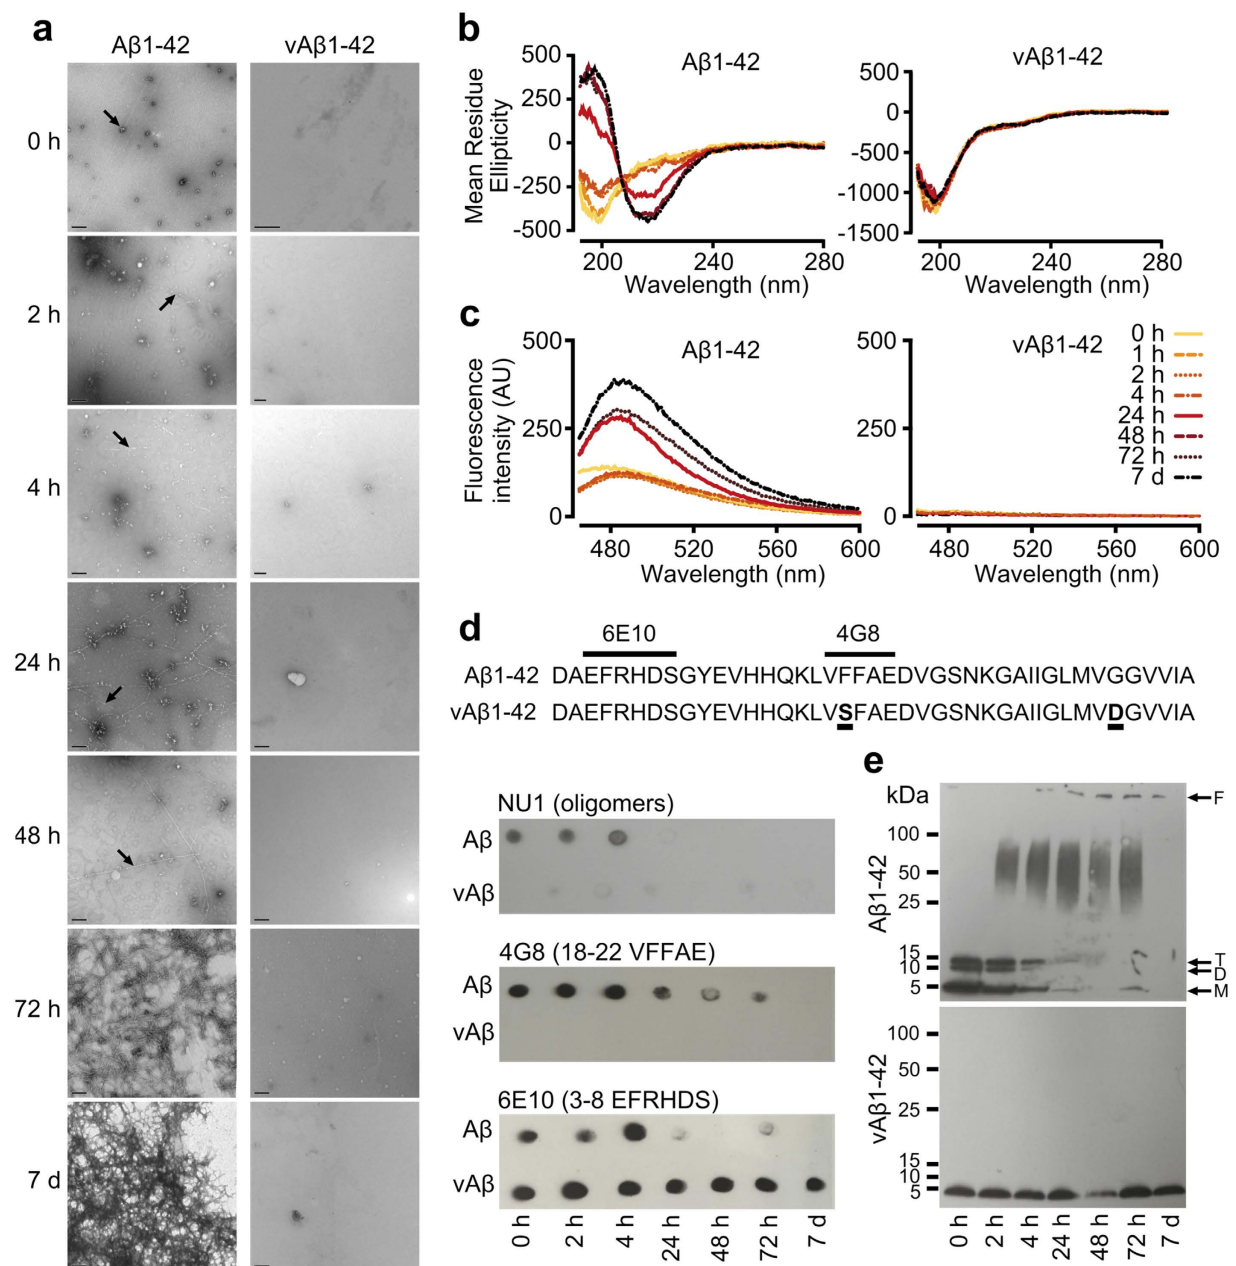 a
Aβ1-42 vAβ1-42
0 h
2 h
4 h
24 h
48 h
72 h
7 d
b
Mean Residue
Ellipticity
500
250
0
-250
-500
Aβ1-42
200 240 280
Wavelength (nm)
500
0
-500
-1000
-1500
vAβ1-42
200 240 280
Wavelength (nm)
c
Fluorescence
intensity (AU)
500
250
0
Aβ1-42
480 520 560 600
Wavelength (nm)
500
250
0
vAβ1-42
480 520 560 600
Wavelength (nm)
0 h
1 h
2 h
4 h
24 h
48 h
72 h
7 d
d
6E10 4G8
Aβ1-42 DAEFRHDSGYEVHHQKLVFFAEDVGSNKGAIIGLMVGGVVIA
vAβ1-42 DAEFRHDSGYEVHHQKLVSFAEDVGSNKGAIIGLMVDGVVIA
NU1 (oligomers)
Aβ
vAβ
4G8 (18-22 VFFAE)
Aβ
vAβ
6E10 (3-8 EFRHDS)
Aβ
vAβ
0 h 2 h 4 h 24 h 48 h 72 h 7 d
e
kDa
Aβ1-42
100
50
25
15
10
5
F
T
D
M
vAβ1-42
100
50
25
15
10
5
0 h 2 h 4 h 24 h 48 h 72 h 7 d